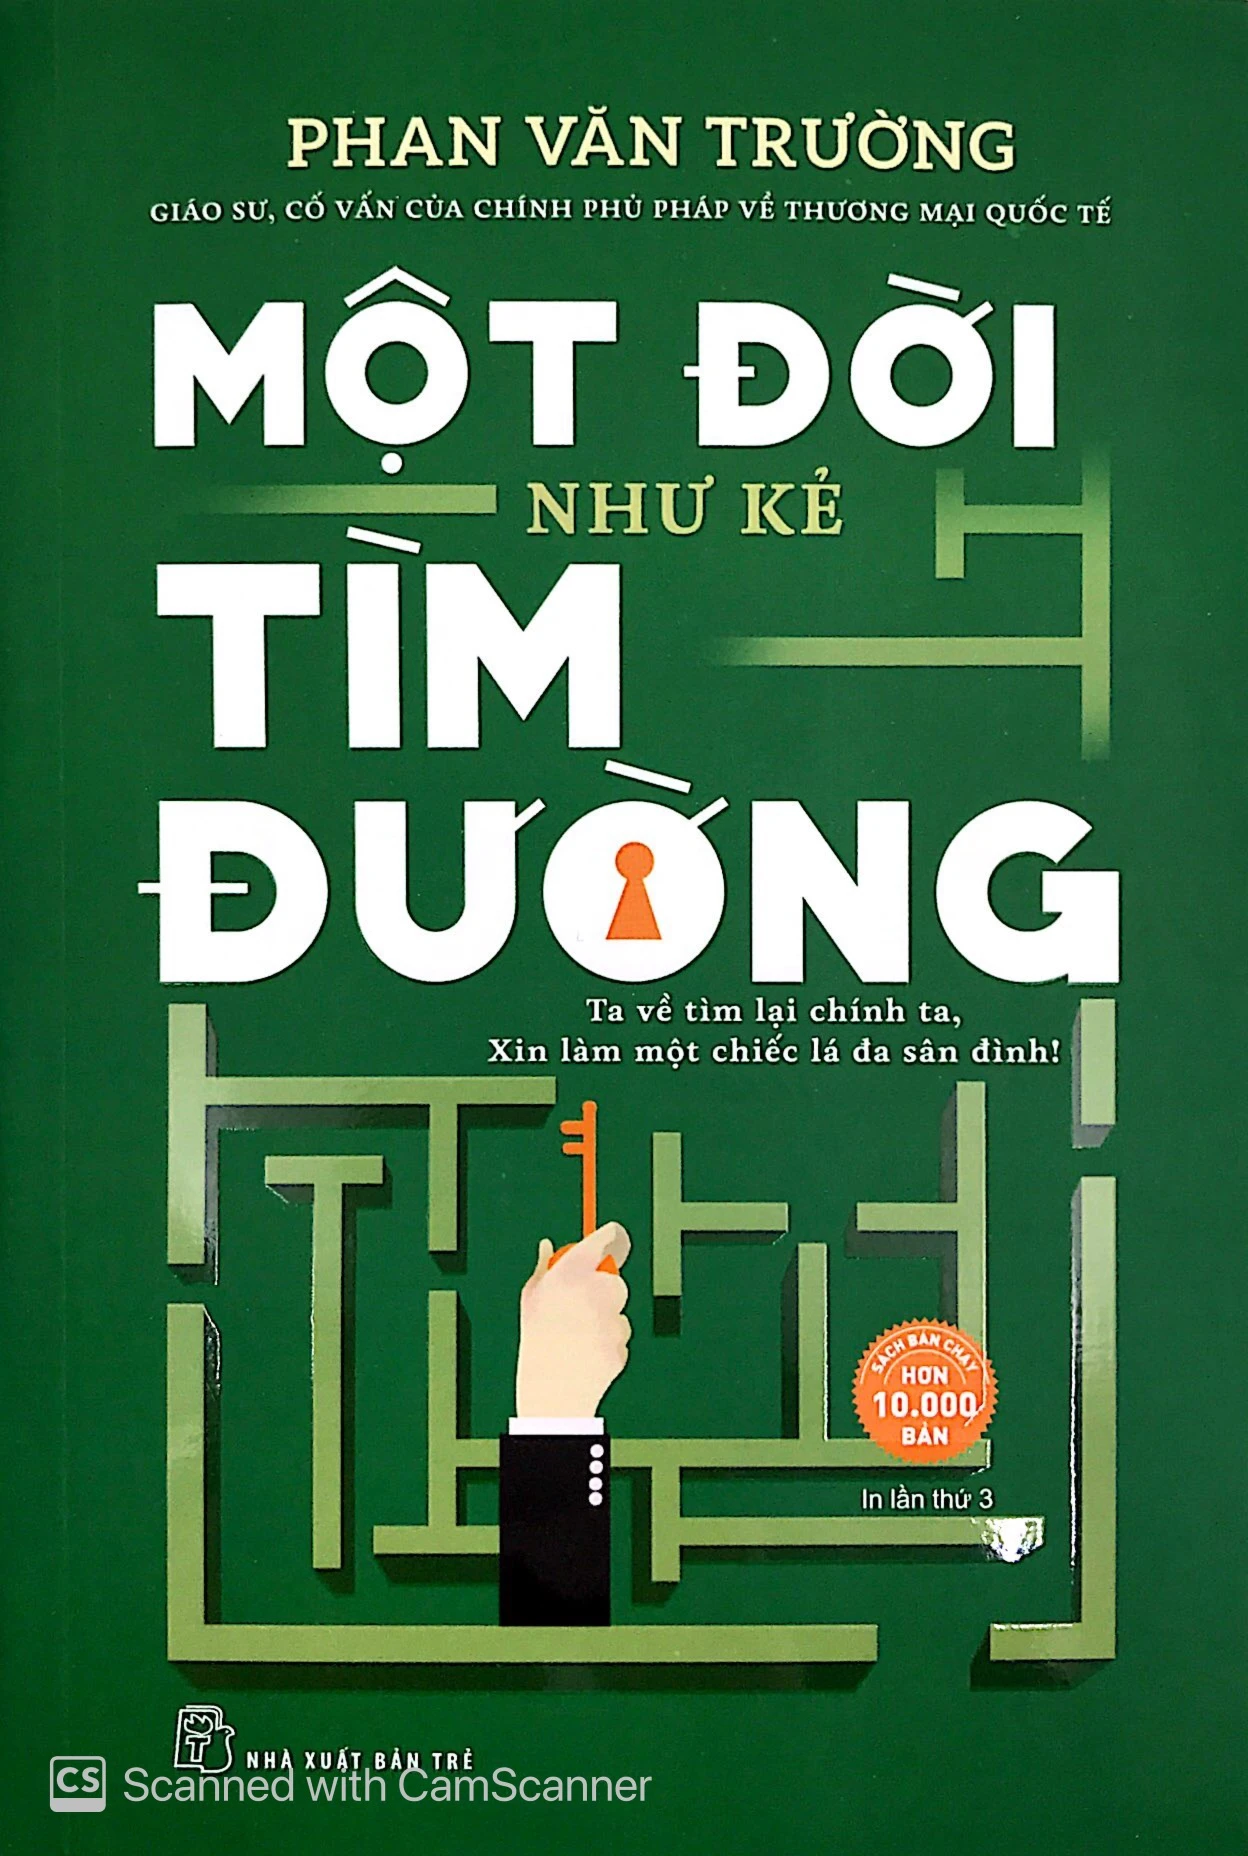 PHAN VĂN TRƯỜNG
GIÁO SƯ, CỐ VẤN CỦA CHÍNH PHỦ PHÁP VỀ THƯƠNG MẠI QUỐC TẾ
MỘT ĐỜI
NHƯ KẺ
TÌM
ĐƯỜNG
Ta về tìm lại chính ta,
Xin làm một chiếc lá đa sân đình!
SÁCH BÁN CHẠY
HƠN
10.000
BẢN
In lần thứ 3
T
NHÀ XUẤT BẢN TRẺ
CS Scanned with CamScanner